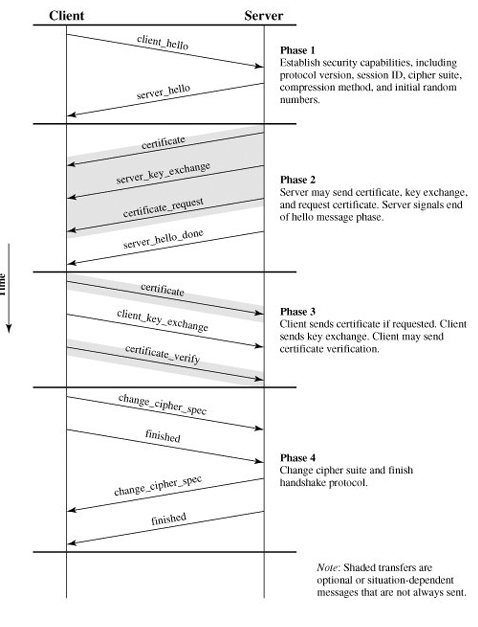 Client
Server
client_hello
server_hello
Phase 1
Establish security capabilities, including
protocol version, session ID, cipher suite,
compression method, and initial random
numbers.
certificate
server_key_exchange
certificate_request
server_hello_done
Phase 2
Server may send certificate, key exchange,
and request certificate. Server signals end
of hello message phase.
Time
certificate
client_key_exchange
certificate_verify
Phase 3
Client sends certificate if requested. Client
sends key exchange. Client may send
certificate verification.
change_cipher_spec
finished
change_cipher_spec
finished
Phase 4
Change cipher suite and finish
handshake protocol.
Note: Shaded transfers are
optional or situation-dependent
messages that are not always sent.